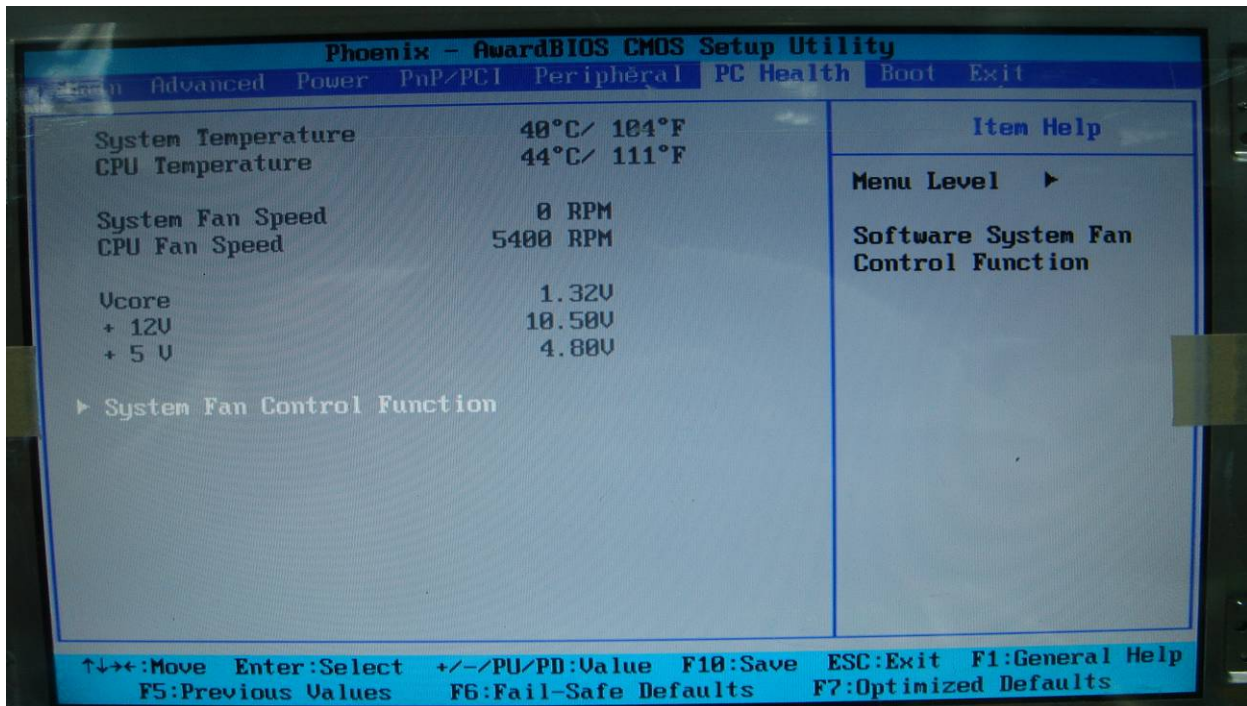 Phoenix - AwardBIOS CMOS Setup Utility
Main Advanced Power PnP/PCI Peripheral PC Health Boot Exit
System Temperature 40°C/ 104°F
CPU Temperature 44°C/ 111°F
System Fan Speed 0 RPM
CPU Fan Speed 5400 RPM
Vcore 1.32V
+ 12V 10.50V
+ 5 V 4.80V
▶ System Fan Control Function
Item Help
Menu Level ▶
Software System Fan
Control Function
↑↓→←:Move Enter:Select +/-/PU/PD:Value F10:Save ESC:Exit F1:General Help
F5:Previous Values F6:Fail-Safe Defaults F7:Optimized Defaults